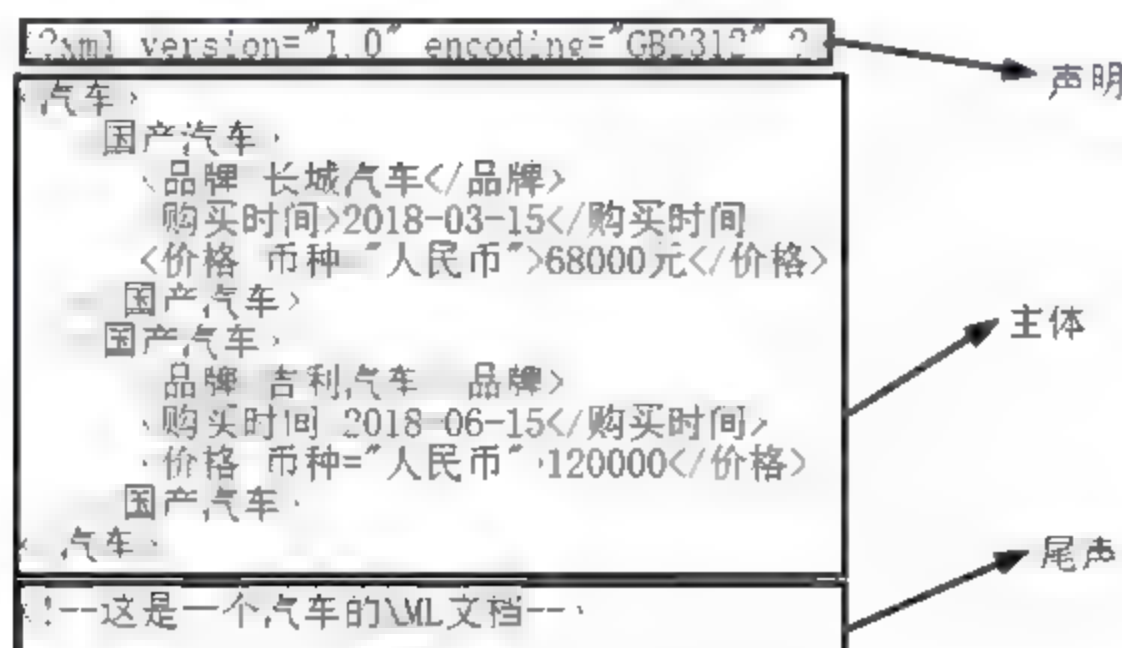 <?xml version="1.0" encoding="GB2312" ?>
声明
<汽车>
<国产汽车>
<品牌>长城汽车</品牌>
<购买时间>2018-03-15</购买时间>
<价格 币种="人民币">68000元</价格>
</国产汽车>
主体
<国产汽车>
<品牌>吉利汽车</品牌>
<购买时间>2018-06-15</购买时间>
<价格 币种="人民币">120000</价格>
</国产汽车>
</汽车>
尾声
<!--这是一个汽车的XML文档-->